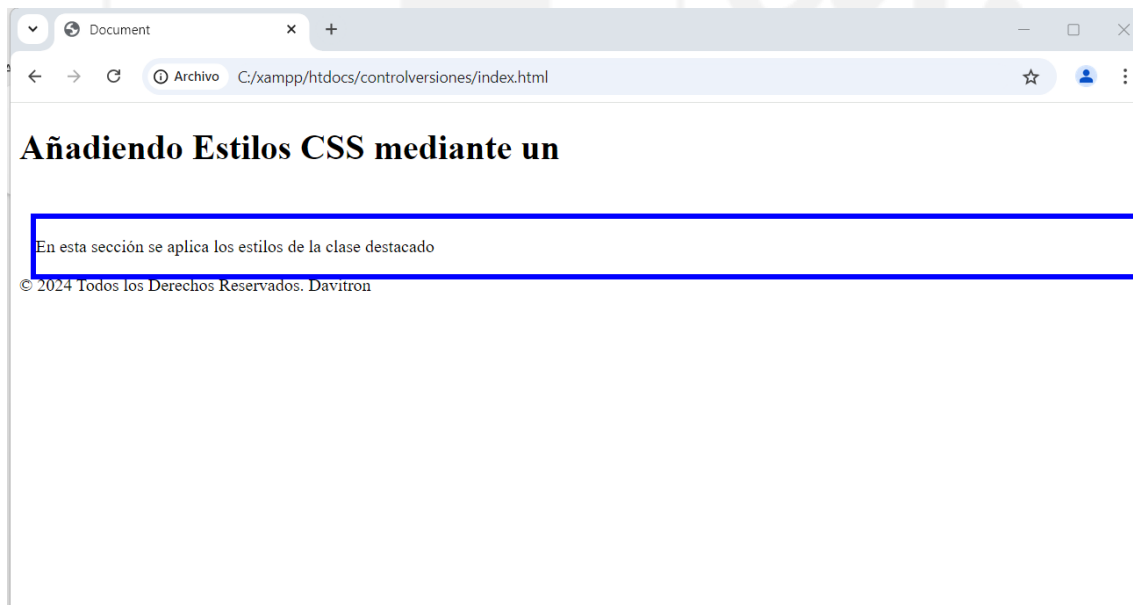 Document
Archivo C:/xampp/htdocs/controlversiones/index.html
Añadiendo Estilos CSS mediante un
En esta sección se aplica los estilos de la clase destacado
© 2024 Todos los Derechos Reservados. Davitron